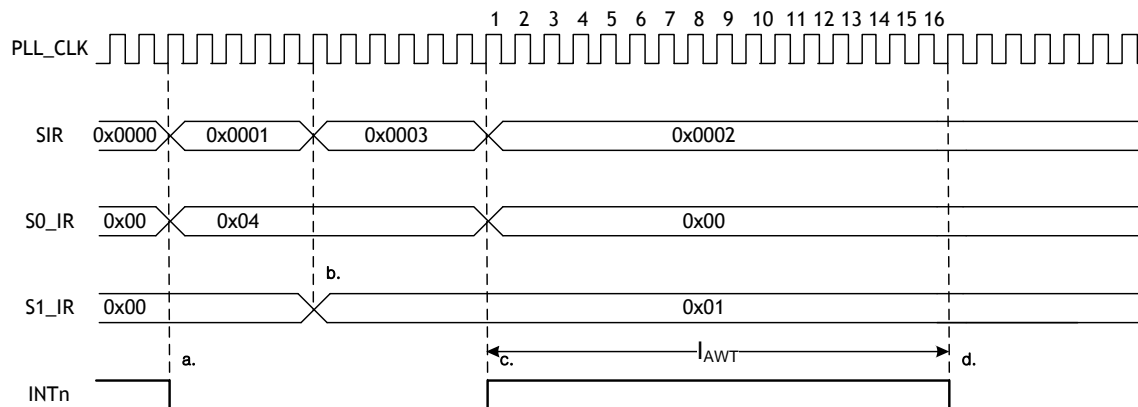 1 2 3 4 5 6 7 8 9 10 11 12 13 14 15 16
PLL_CLK
SIR 0x0000 0x0001 0x0003 0x0002
S0_IR 0x00 0x04 0x00
b.
S1_IR 0x00 0x01
a. c. IAWT d.
INTn